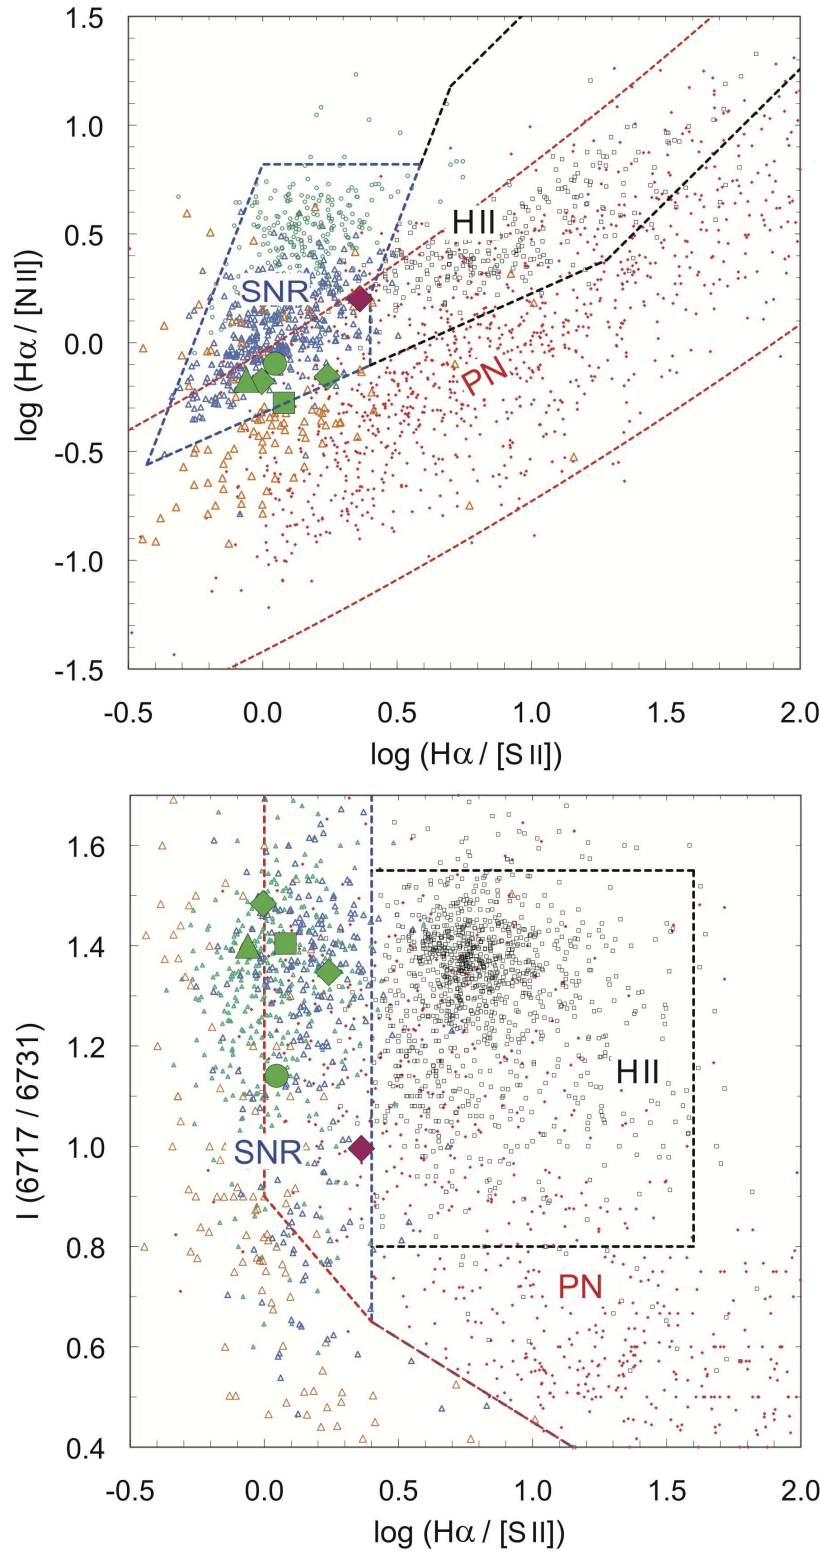 1.5
1.0
0.5
0.0
-0.5
-1.0
-1.5
log (Hα / [N II])
H II
SNR
PN
-0.5 0.0 0.5 1.0 1.5 2.0
log (Hα / [S II])
1.6
1.4
1.2
1.0
0.8
0.6
0.4
I (6717 / 6731)
H II
SNR
PN
-0.5 0.0 0.5 1.0 1.5 2.0
log (Hα / [S II])